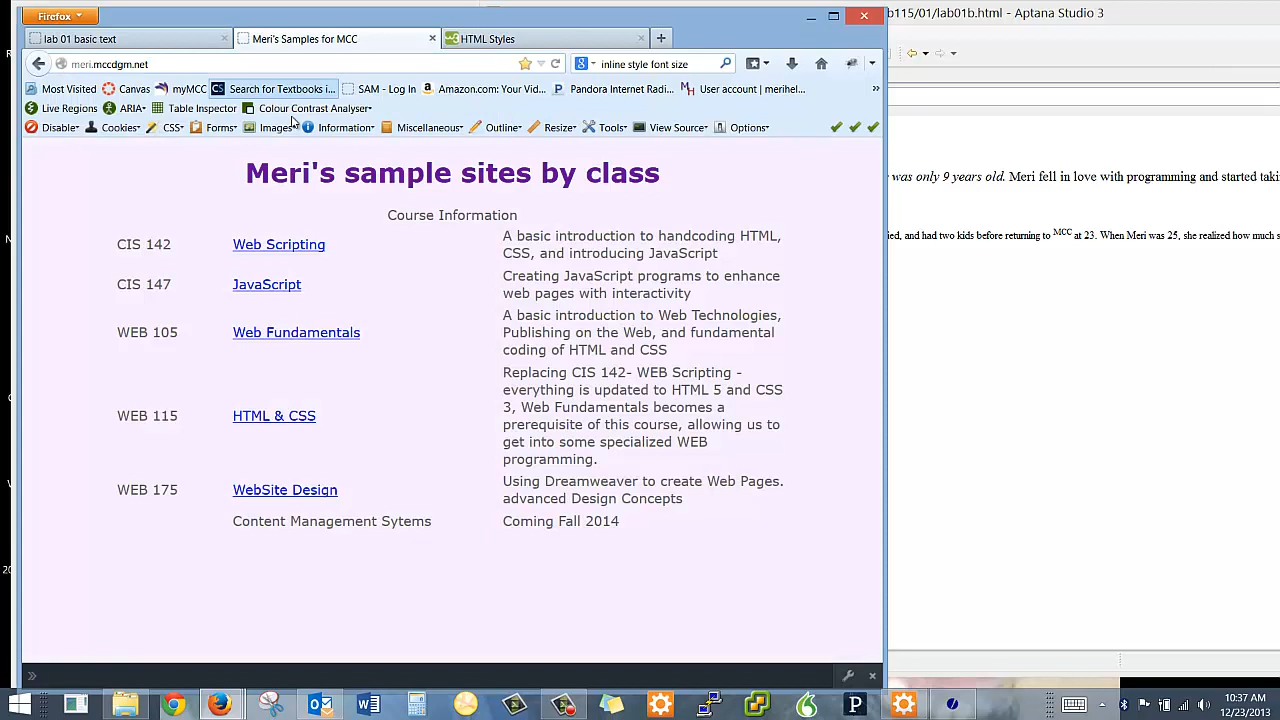 Firefox
b115/01/lab01b.html - Aptana Studio 3
lab 01 basic text
Meri's Samples for MCC
HTML Styles
meri.mccdgm.net
inline style font size
Most Visited
Canvas
myMCC
Search for Textbooks i...
SAM - Log In
Amazon.com: Your Vid...
Pandora Internet Radi...
User account | merihel...
Live Regions
ARIA
Table Inspector
Colour Contrast Analyser
Disable
Cookies
CSS
Forms
Images
Information
Miscellaneous
Outline
Resize
Tools
View Source
Options
Meri's sample sites by class
Course Information
CIS 142
Web Scripting
A basic introduction to handcoding HTML,
CSS, and introducing JavaScript
CIS 147
JavaScript
Creating JavaScript programs to enhance
web pages with interactivity
WEB 105
Web Fundamentals
A basic introduction to Web Technologies,
Publishing on the Web, and fundamental
coding of HTML and CSS
WEB 115
HTML & CSS
Replacing CIS 142- WEB Scripting -
everything is updated to HTML 5 and CSS
3, Web Fundamentals becomes a
prerequisite of this course, allowing us to
get into some specialized WEB
programming.
WEB 175
WebSite Design
Using Dreamweaver to create Web Pages.
advanced Design Concepts
Content Management Sytems
Coming Fall 2014
was only 9 years old. Meri fell in love with programming and started taki
ied, and had two kids before returning to MCC at 23. When Meri was 25, she realized how much s
10:37 AM
12/23/2013